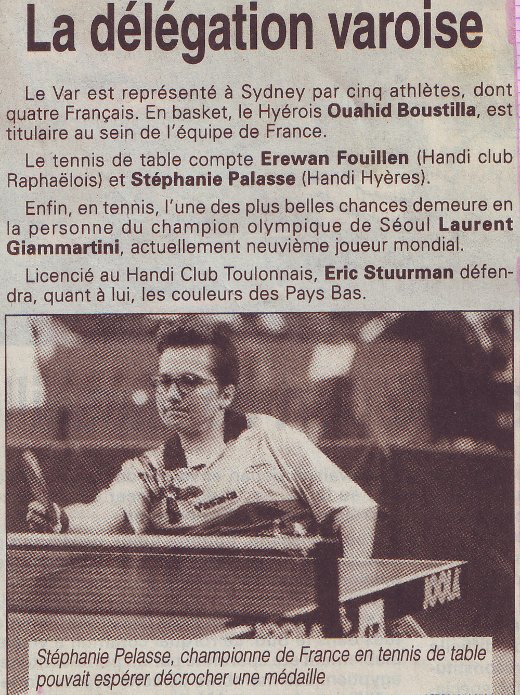 La délégation varoise
Le Var est représenté à Sydney par cinq athlètes, dont
quatre Français. En basket, le Hyérois Ouahid Boustilla, est
titulaire au sein de l'équipe de France.
Le tennis de table compte Erewan Fouillen (Handi club
Raphaëlois) et Stéphanie Palasse (Handi Hyères).
Enfin, en tennis, l'une des plus belles chances demeure en
la personne du champion olympique de Séoul Laurent
Giammartini, actuellement neuvième joueur mondial.
Licencié au Handi Club Toulonnais, Eric Stuurman défen-
dra, quant à lui, les couleurs des Pays Bas.
JOOLA
JOOLA
Stéphanie Pelasse, championne de France en tennis de table
pouvait espérer décrocher une médaille